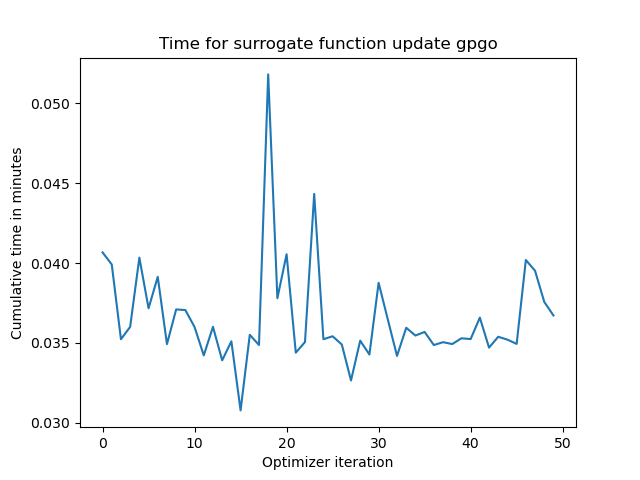 Time for surrogate function update gpgo
0.050
0.045
0.040
0.035
0.030
Cumulative time in minutes
0 10 20 30 40 50
Optimizer iteration